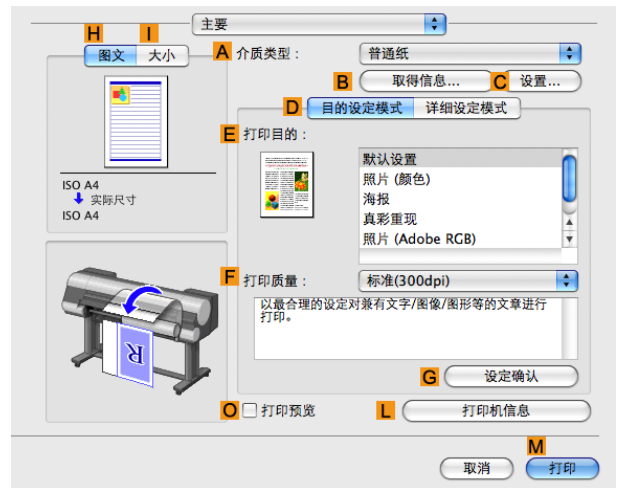 主要
H I
图文 大小
A 介质类型： 普通纸
B 取得信息... C 设置...
D 目的设定模式 详细设定模式
E 打印目的：
默认设置
照片 (颜色)
海报
真彩重现
照片 (Adobe RGB)
ISO A4
实际尺寸
ISO A4
F 打印质量： 标准(300dpi)
以最合理的设定对兼有文字/图像/图形等的文章进行
打印。
R
G 设定确认
O 打印预览 L 打印机信息
M
取消 打印